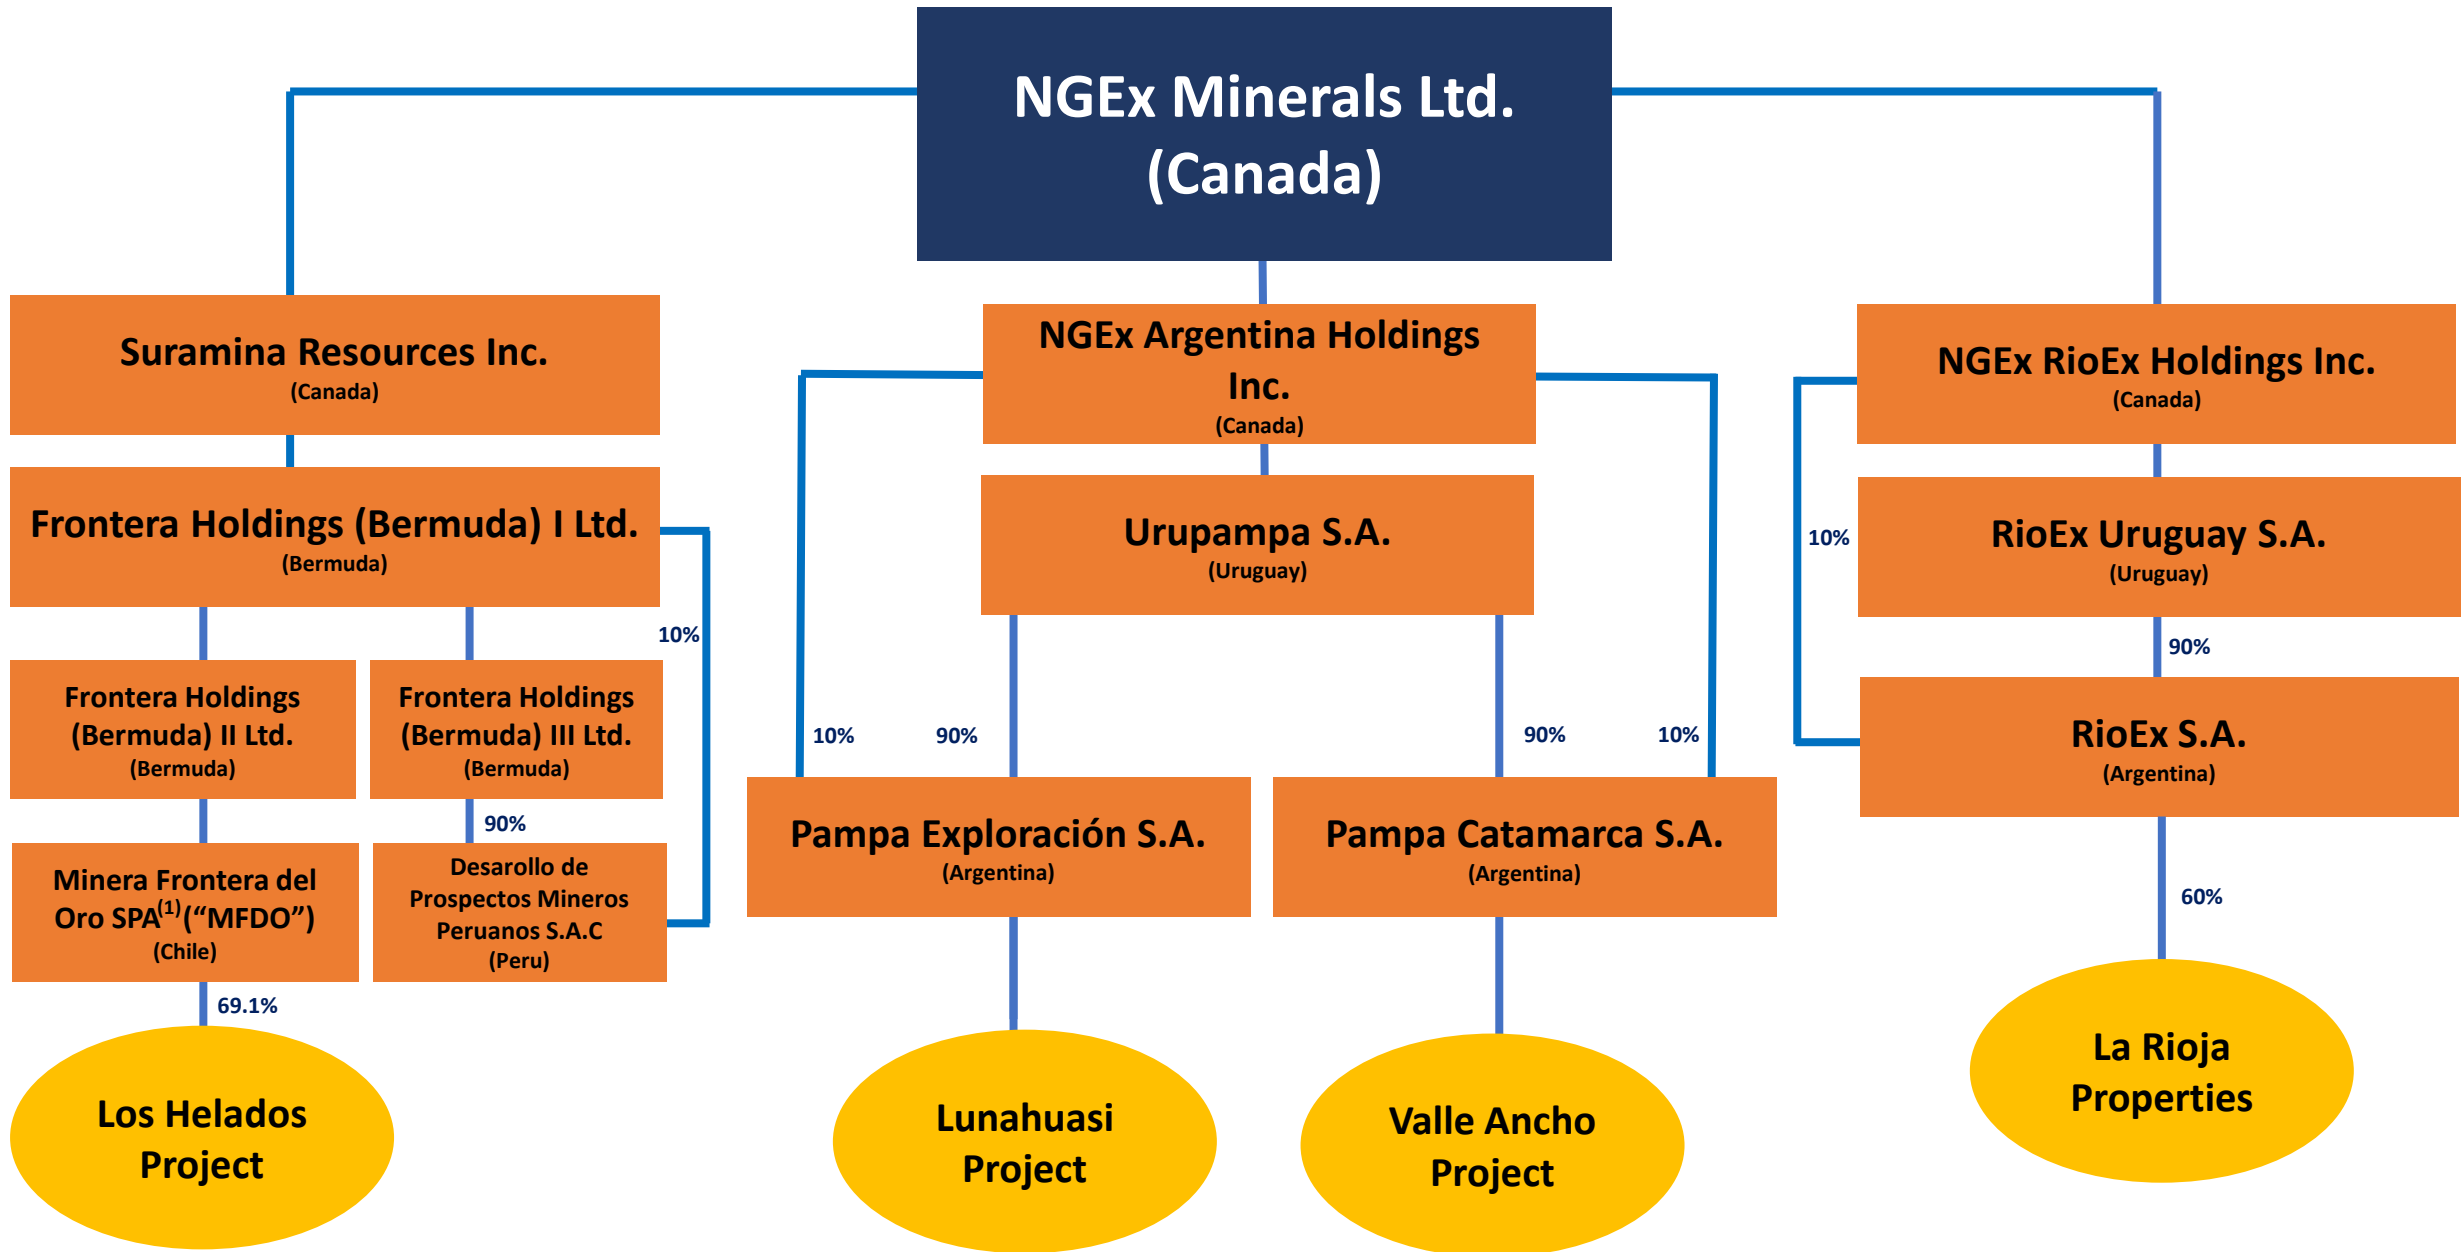 NGEx Minerals Ltd.
(Canada)
Suramina Resources Inc.
(Canada)
NGEx Argentina Holdings
Inc.
(Canada)
NGEx RioEx Holdings Inc.
(Canada)
Frontera Holdings (Bermuda) I Ltd.
(Bermuda)
Urupampa S.A.
(Uruguay)
10%
RioEx Uruguay S.A.
(Uruguay)
10%
90%
Frontera Holdings
(Bermuda) II Ltd.
(Bermuda)
Frontera Holdings
(Bermuda) III Ltd.
(Bermuda)
10%
90%
90%
10%
RioEx S.A.
(Argentina)
90%
Minera Frontera del
Oro SPA(1) (“MFDO”)
(Chile)
Desarollo de
Prospectos Mineros
Peruanos S.A.C
(Peru)
Pampa Exploración S.A.
(Argentina)
Pampa Catamarca S.A.
(Argentina)
60%
69.1%
Los Helados
Project
Lunahuasi
Project
Valle Ancho
Project
La Rioja
Properties